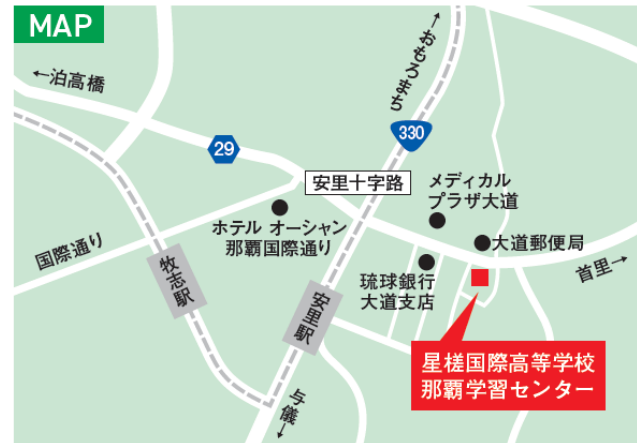 MAP
←泊高橋
←おもろまち
29
330
安里十字路
メディカル
プラザ大道
ホテル オーシャン
那覇国際通り
大道郵便局
国際通り
牧志駅
安里駅
琉球銀行
大道支店
首里→
星槎国際高等学校
那覇学習センター
与儀→